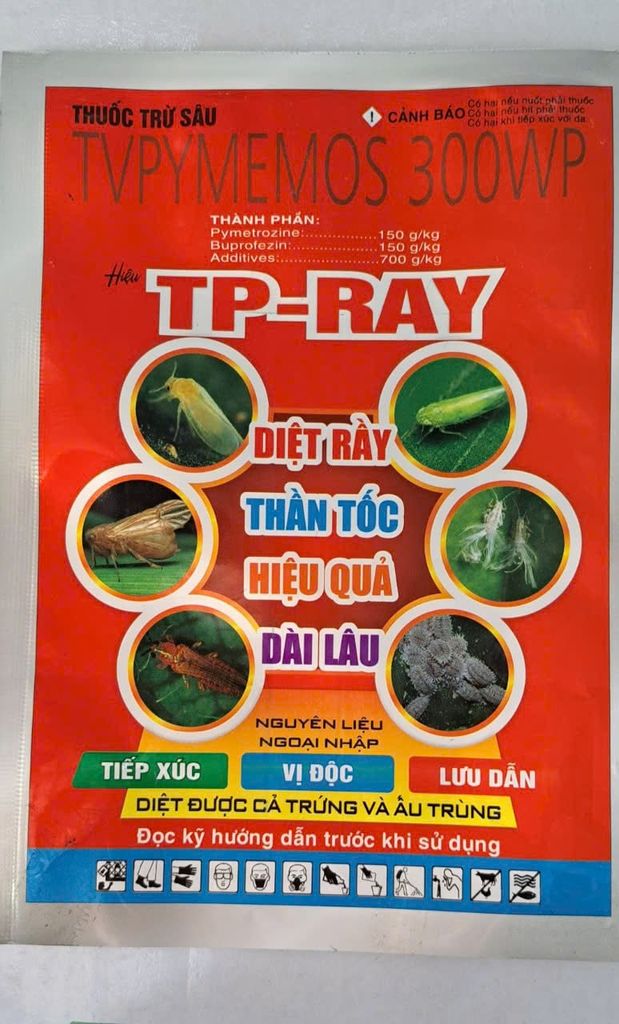 THUỐC TRỪ SÂU
CẢNH BÁO
Có hại nếu nuốt phải thuốc
Có hại nếu hít phải thuốc
Có hại khi tiếp xúc với da
TVPYMEMOS 300WP
THÀNH PHẦN:
Pymetrozine:................150 g/kg
Buprofezin:....................150 g/kg
Additives:.......................700 g/kg
Hiệu
TP-RAY
DIỆT RẦY
THẦN TỐC
HIỆU QUẢ
DÀI LÂU
NGUYÊN LIỆU
NGOẠI NHẬP
TIẾP XÚC VỊ ĐỘC LƯU DẪN
DIỆT ĐƯỢC CẢ TRỨNG VÀ ẤU TRÙNG
Đọc kỹ hướng dẫn trước khi sử dụng